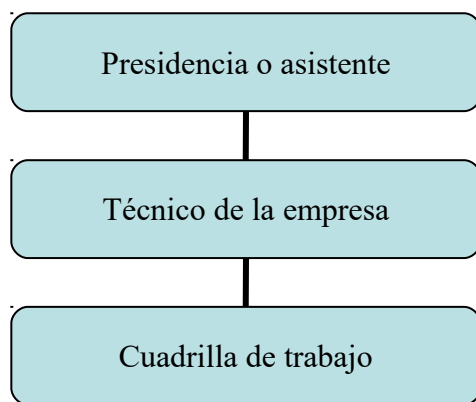 Presidencia o asistente
Técnico de la empresa
Cuadrilla de trabajo